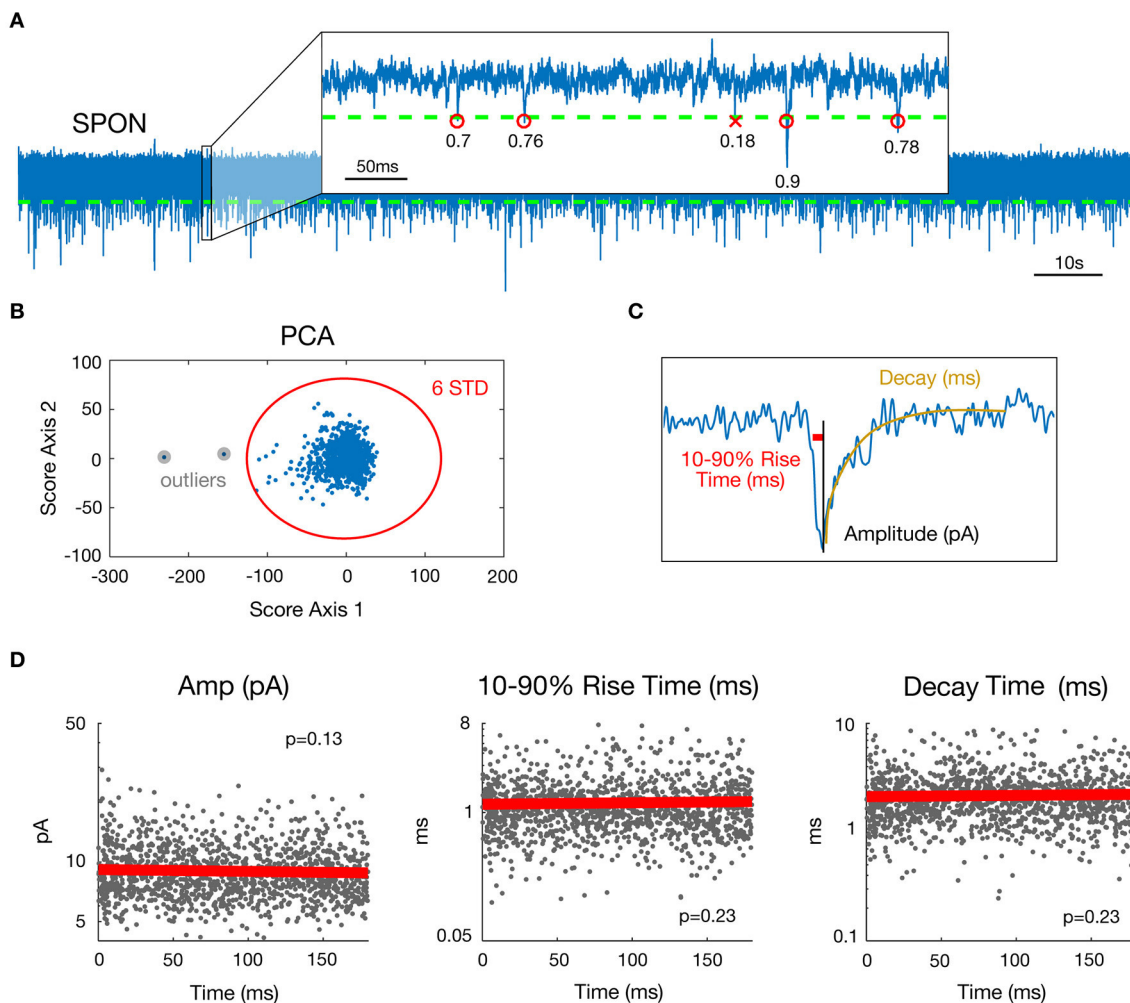 A
SPON
0.7
0.76
0.18
0.9
0.78
50ms
10s
B
PCA
100
50
0
-50
-100
-300
-200
-100
0
100
200
Score Axis 2
Score Axis 1
6 STD
outliers
C
Decay (ms)
10-90% Rise
Time (ms)
Amplitude (pA)
D
Amp (pA)
50
10
5
pA
p=0.13
0
50
100
150
Time (ms)
10-90% Rise Time (ms)
8
1
0.05
ms
p=0.23
0
50
100
150
Time (ms)
Decay Time (ms)
10
1
0.1
ms
p=0.23
0
50
100
150
Time (ms)